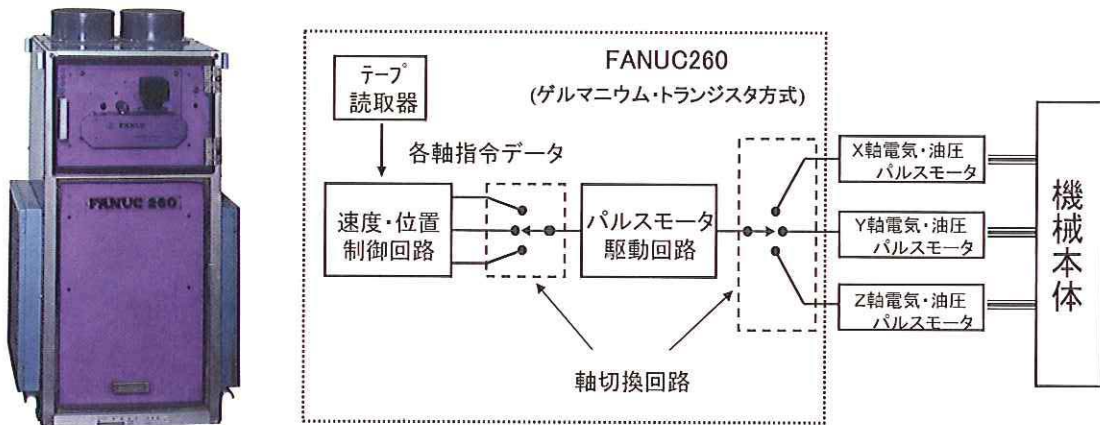 FANUC
FANUC 260
FANUC260
(ゲルマニウム・トランジスタ方式)
テープ
読取器
各軸指令データ
速度・位置
制御回路
パルスモータ
駆動回路
軸切換回路
X軸電気・油圧
パルスモータ
Y軸電気・油圧
パルスモータ
Z軸電気・油圧
パルスモータ
機械本体